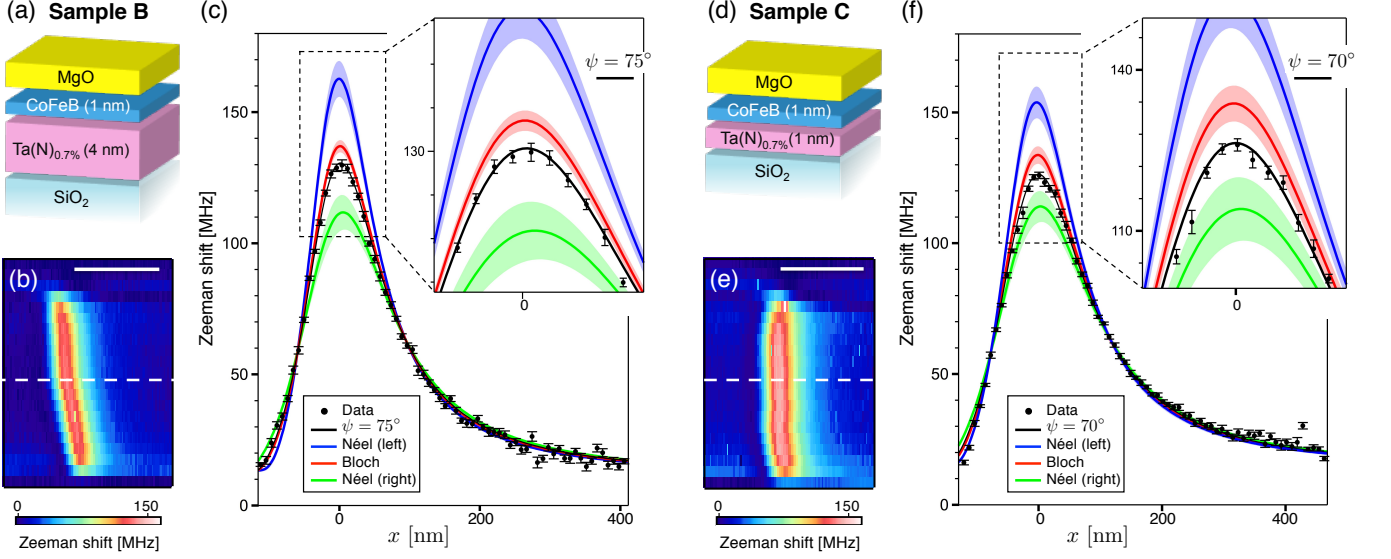 (a) Sample B
MgO
CoFeB (1 nm)
Ta(N)0.7% (4 nm)
SiO2
(b)
0 150
Zeeman shift [MHz]
(c)
Zeeman shift [MHz]
150
100
50
0
0 200 400
x [nm]
130
0
ψ = 75°
Data
ψ = 75°
Néel (left)
Bloch
Néel (right)
(d) Sample C
MgO
CoFeB (1 nm)
Ta(N)0.7% (1 nm)
SiO2
(e)
0 150
Zeeman shift [MHz]
(f)
Zeeman shift [MHz]
150
100
50
0
0 200 400
x [nm]
140
110
0
ψ = 70°
Data
ψ = 70°
Néel (left)
Bloch
Néel (right)